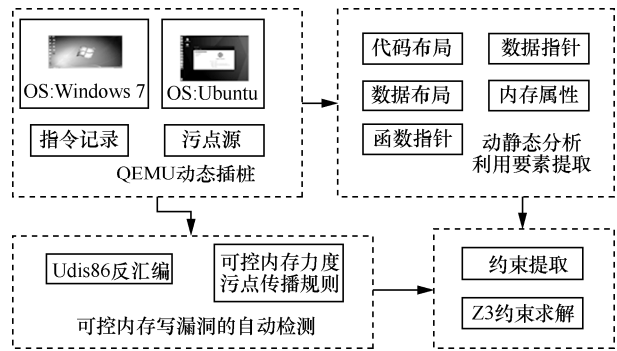 OS:Windows 7
OS:Ubuntu
指令记录
污点源
QEMU动态插桩
代码布局
数据指针
数据布局
内存属性
函数指针
动静态分析
利用要素提取
Udis86反汇编
可控内存力度
污点传播规则
可控内存写漏洞的自动检测
约束提取
Z3约束求解